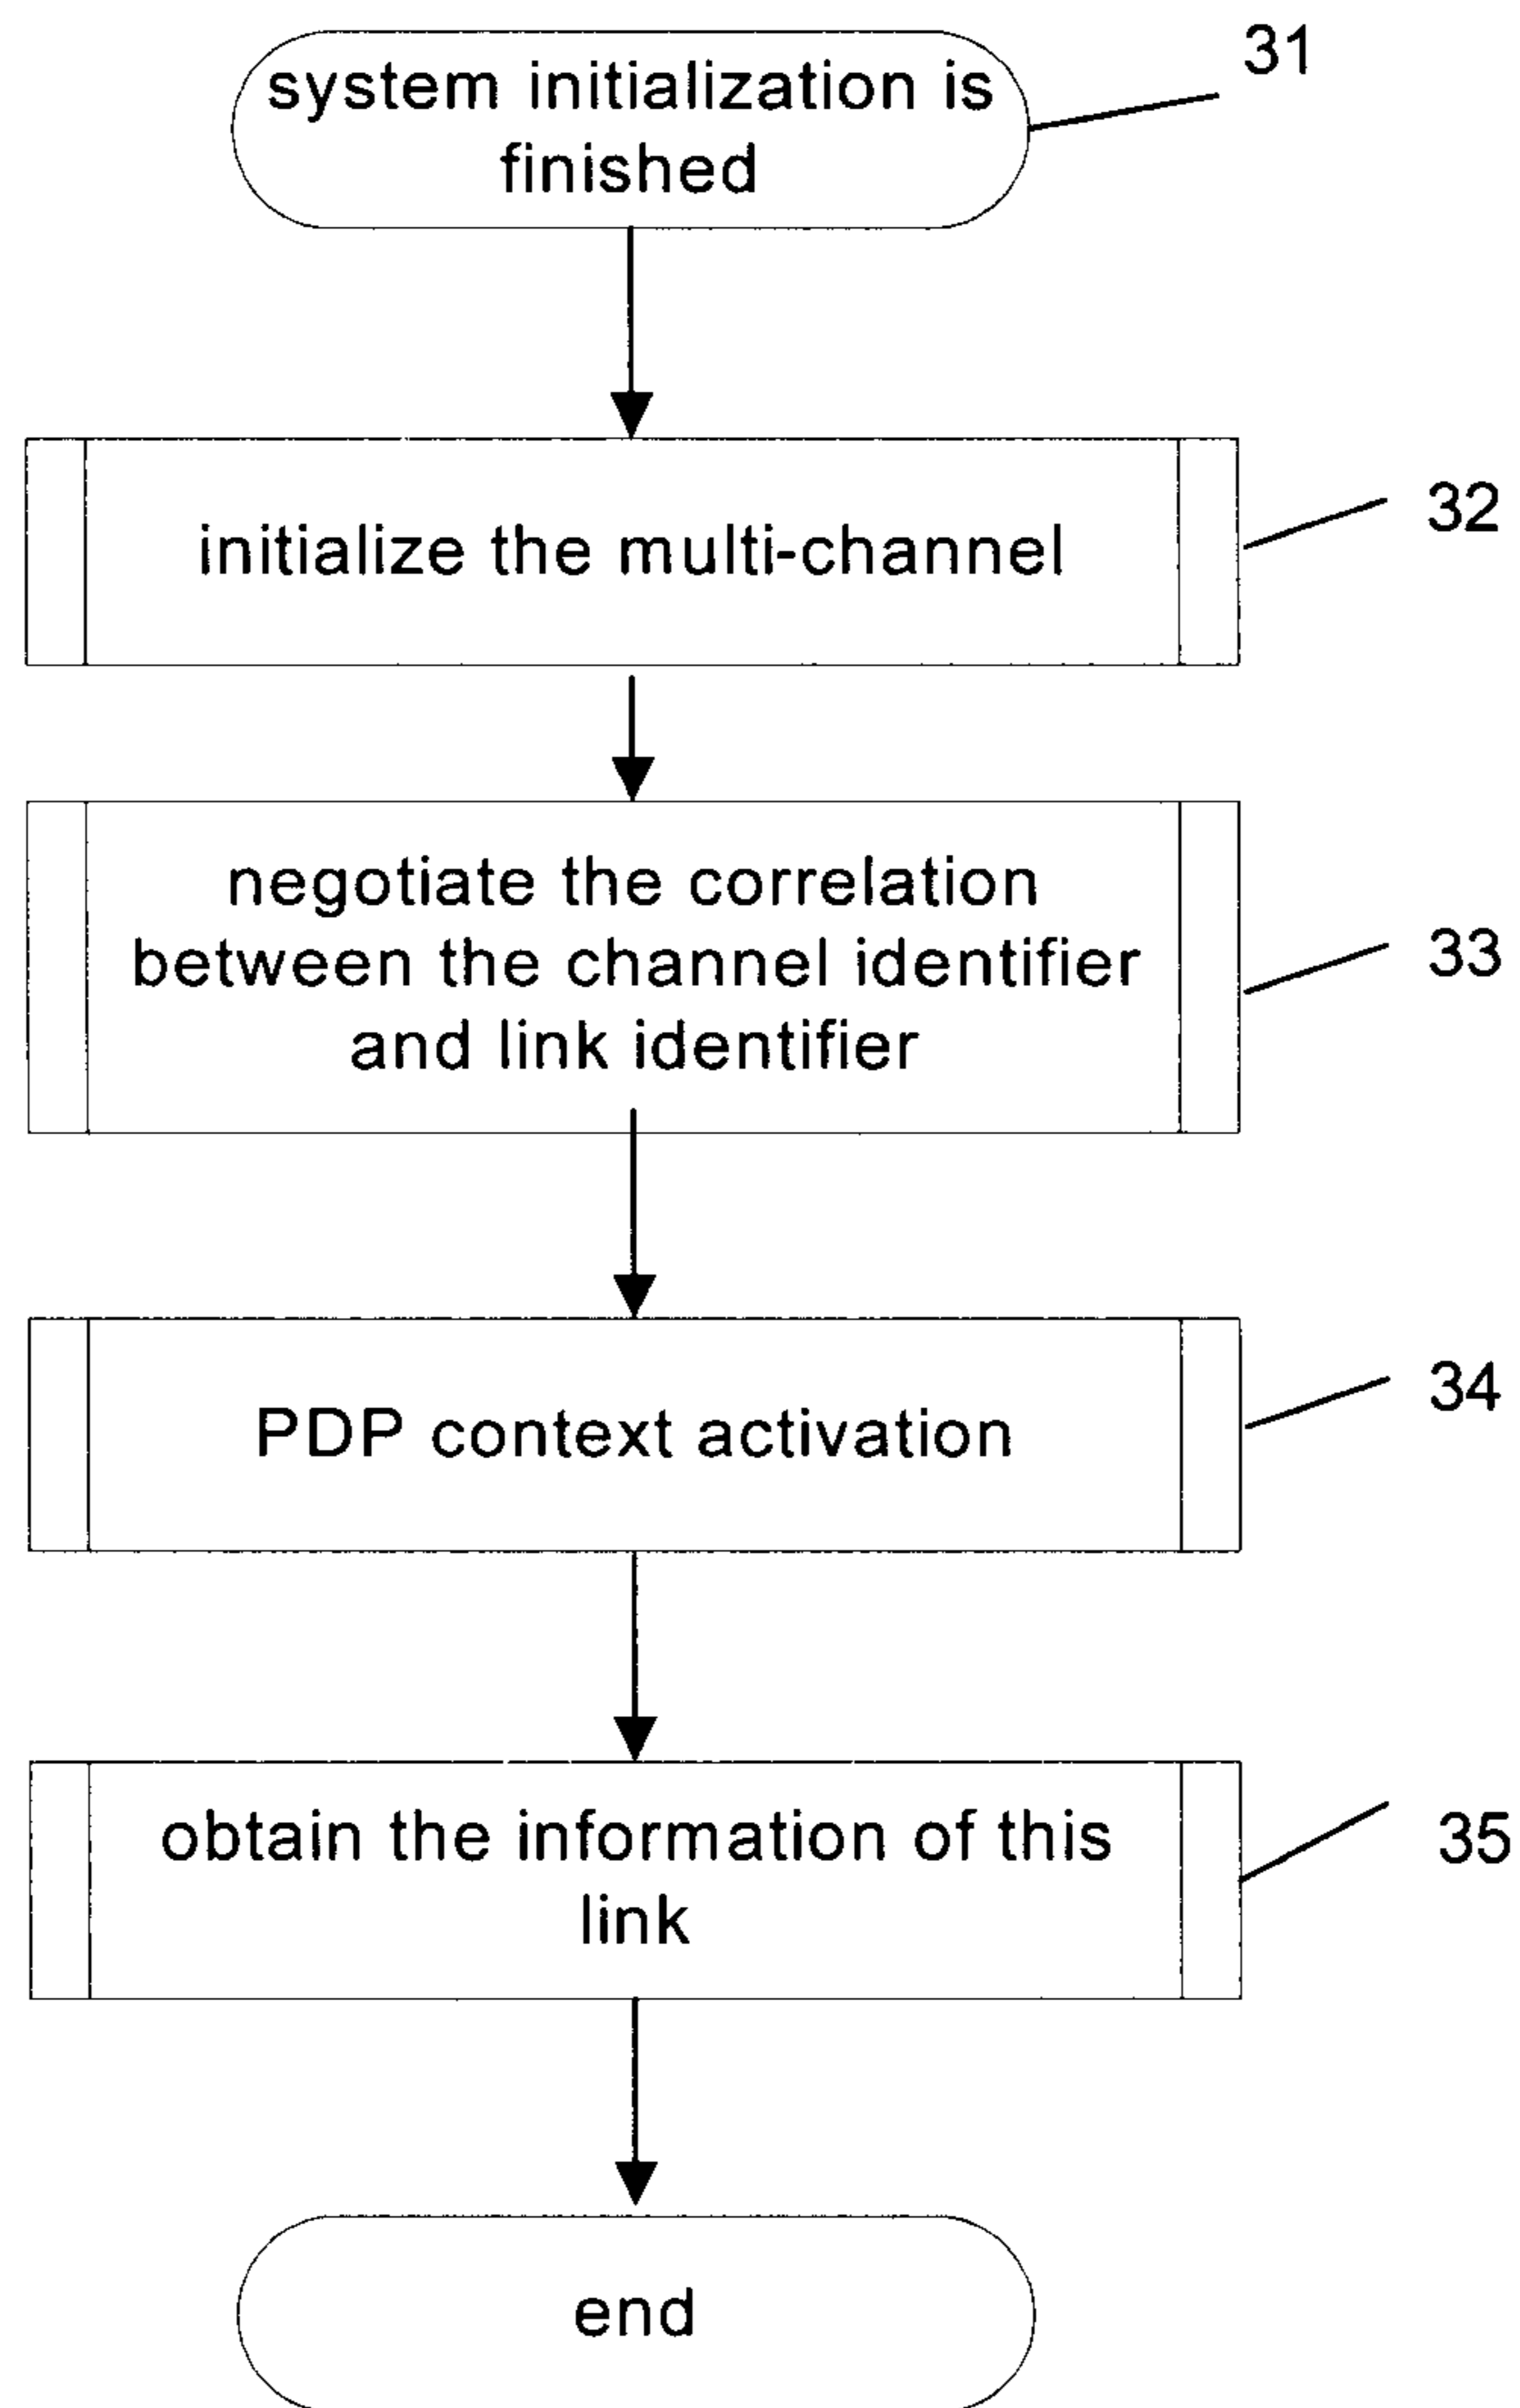 31
system initialization is
finished
32
initialize the multi-channel
negotiate the correlation
between the channel identifier
33
and link identifier
34
PDP context activation
obtain the information of this
35
link
end